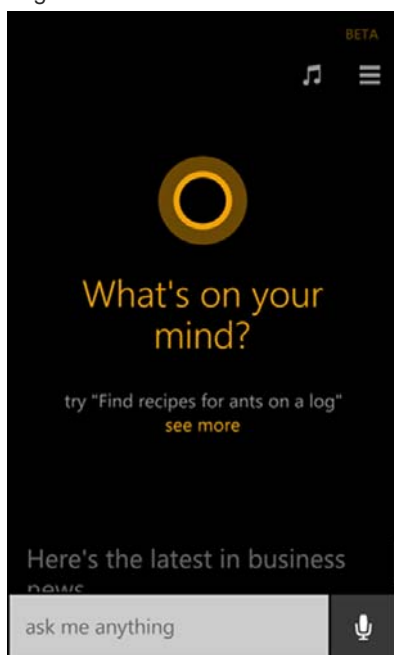 BETA
What's on your
mind?
try "Find recipes for ants on a log"
see more
Here's the latest in business
news
ask me anything